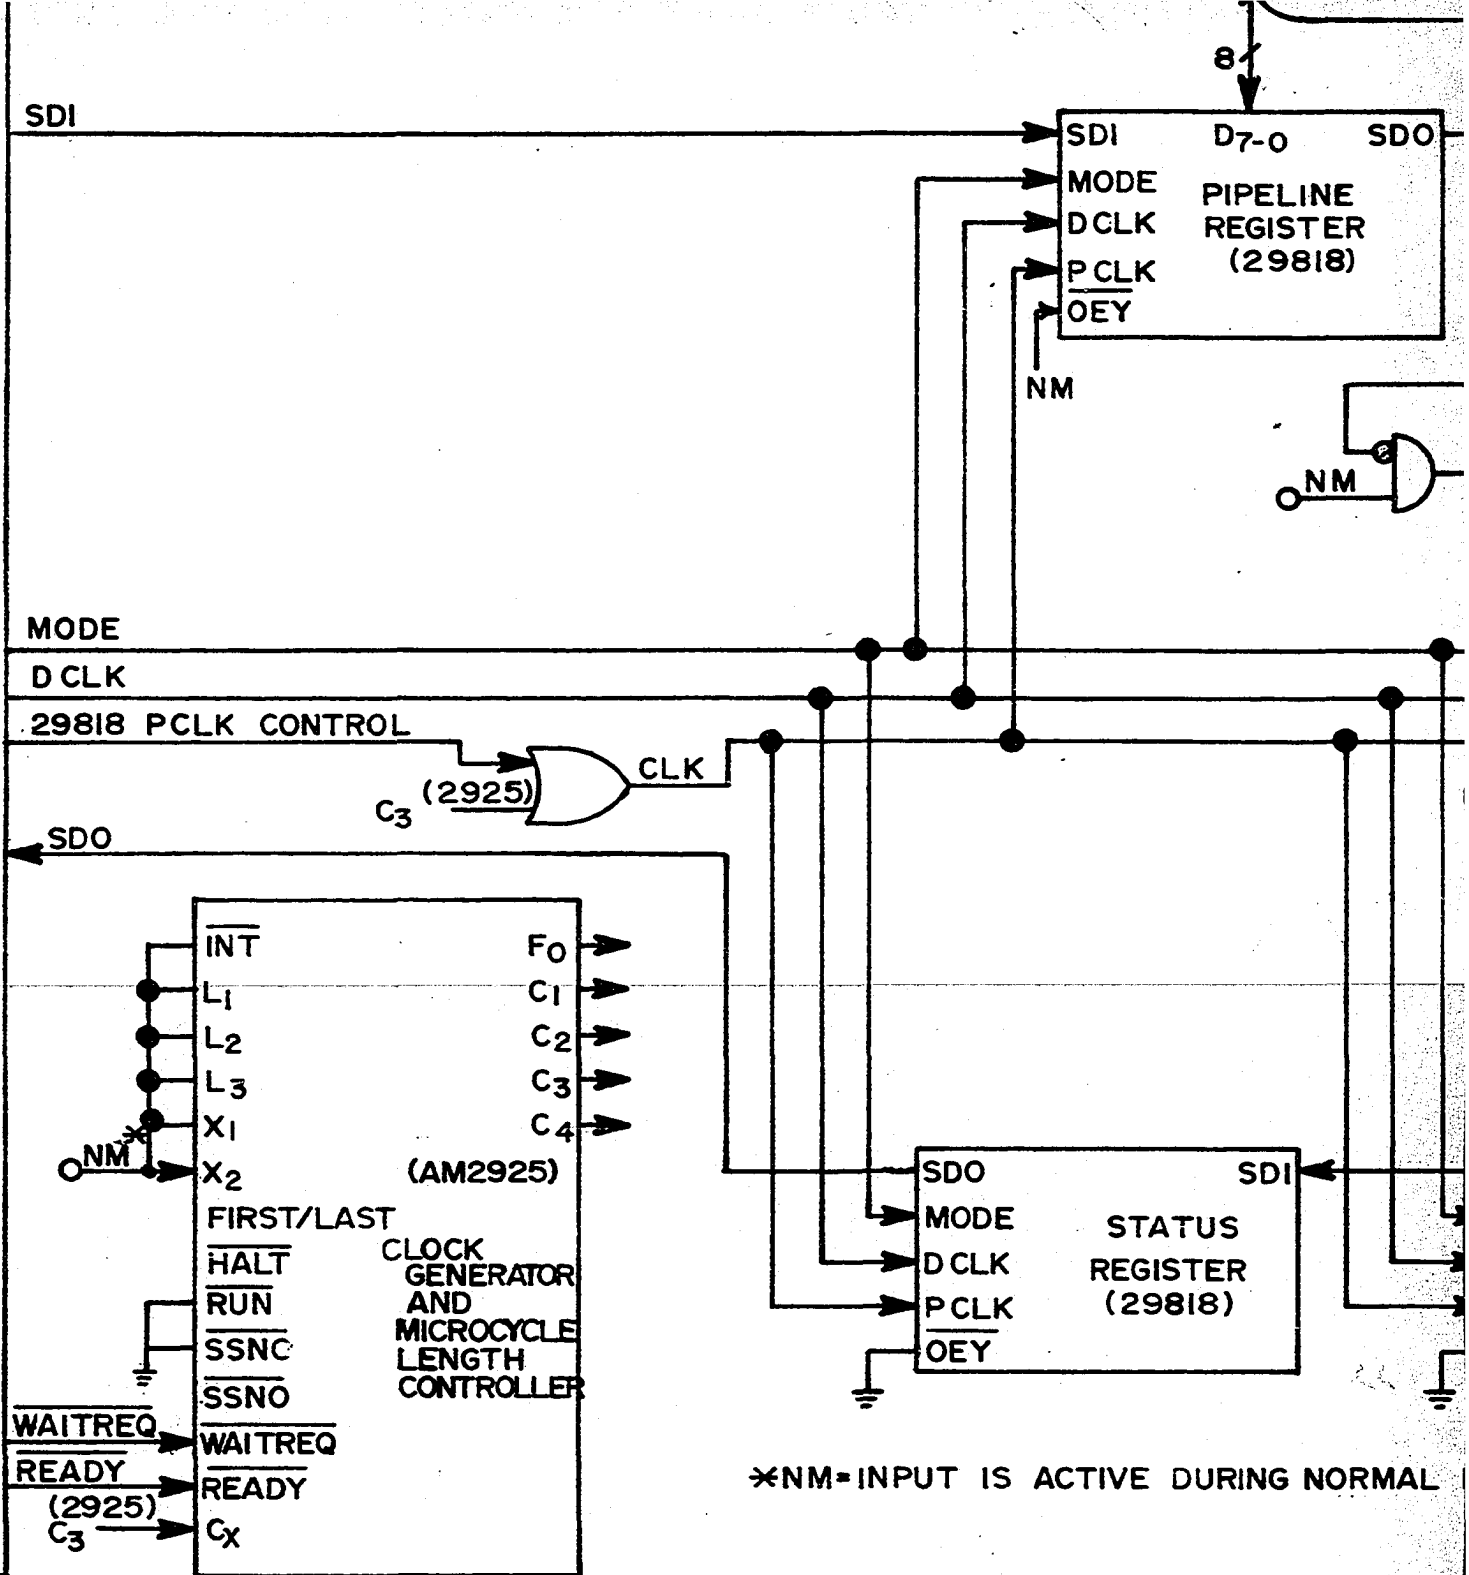 8
SDI
SDI
D7-0
SDO
MODE
PIPELINE
REGISTER
(29818)
DCLK
PCLK
OEY
NM
NM
MODE
DCLK
29818 PCLK CONTROL
CLK
(2925)
C3
SDO
INT
F0
L1
C1
L2
C2
L3
C3
X1
C4
*
NM
X2
(AM2925)
FIRST/LAST
HALT
CLOCK
GENERATOR
AND
MICROCYCLE
LENGTH
CONTROLLER
RUN
SSNC
SSNO
WAITREQ
WAITREQ
READY
READY
(2925)
C3
CX
SDO
SDI
MODE
STATUS
REGISTER
(29818)
DCLK
PCLK
OEY
*NM=INPUT IS ACTIVE DURING NORMAL